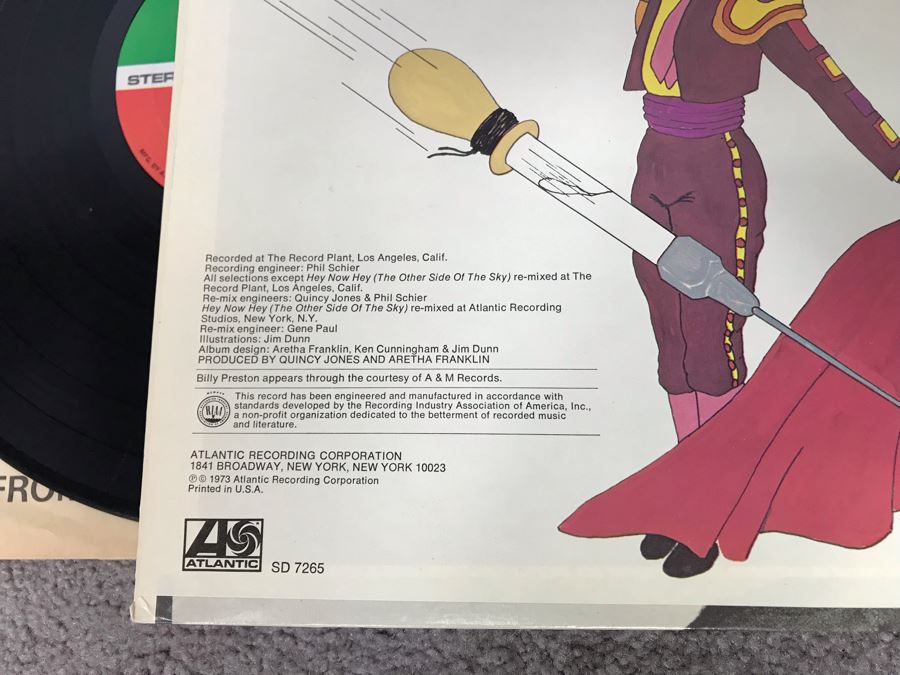 STER
MFG. BY A
FROM
Recorded at The Record Plant, Los Angeles, Calif.
Recording engineer: Phil Schier
All selections except Hey Now Hey (The Other Side Of The Sky) re-mixed at The
Record Plant, Los Angeles, Calif.
Re-mix engineers: Quincy Jones & Phil Schier
Hey Now Hey (The Other Side Of The Sky) re-mixed at Atlantic Recording
Studios, New York, N.Y.
Re-mix engineer: Gene Paul
Illustrations: Jim Dunn
Album design: Aretha Franklin, Ken Cunningham & Jim Dunn
PRODUCED BY QUINCY JONES AND ARETHA FRANKLIN
Billy Preston appears through the courtesy of A & M Records.
RIAA
This record has been engineered and manufactured in accordance with
standards developed by the Recording Industry Association of America, Inc.,
a non-profit organization dedicated to the betterment of recorded music
and literature.
ATLANTIC RECORDING CORPORATION
1841 BROADWAY, NEW YORK, NEW YORK 10023
℗ © 1973 Atlantic Recording Corporation
Printed in U.S.A.
ATLANTIC
SD 7265